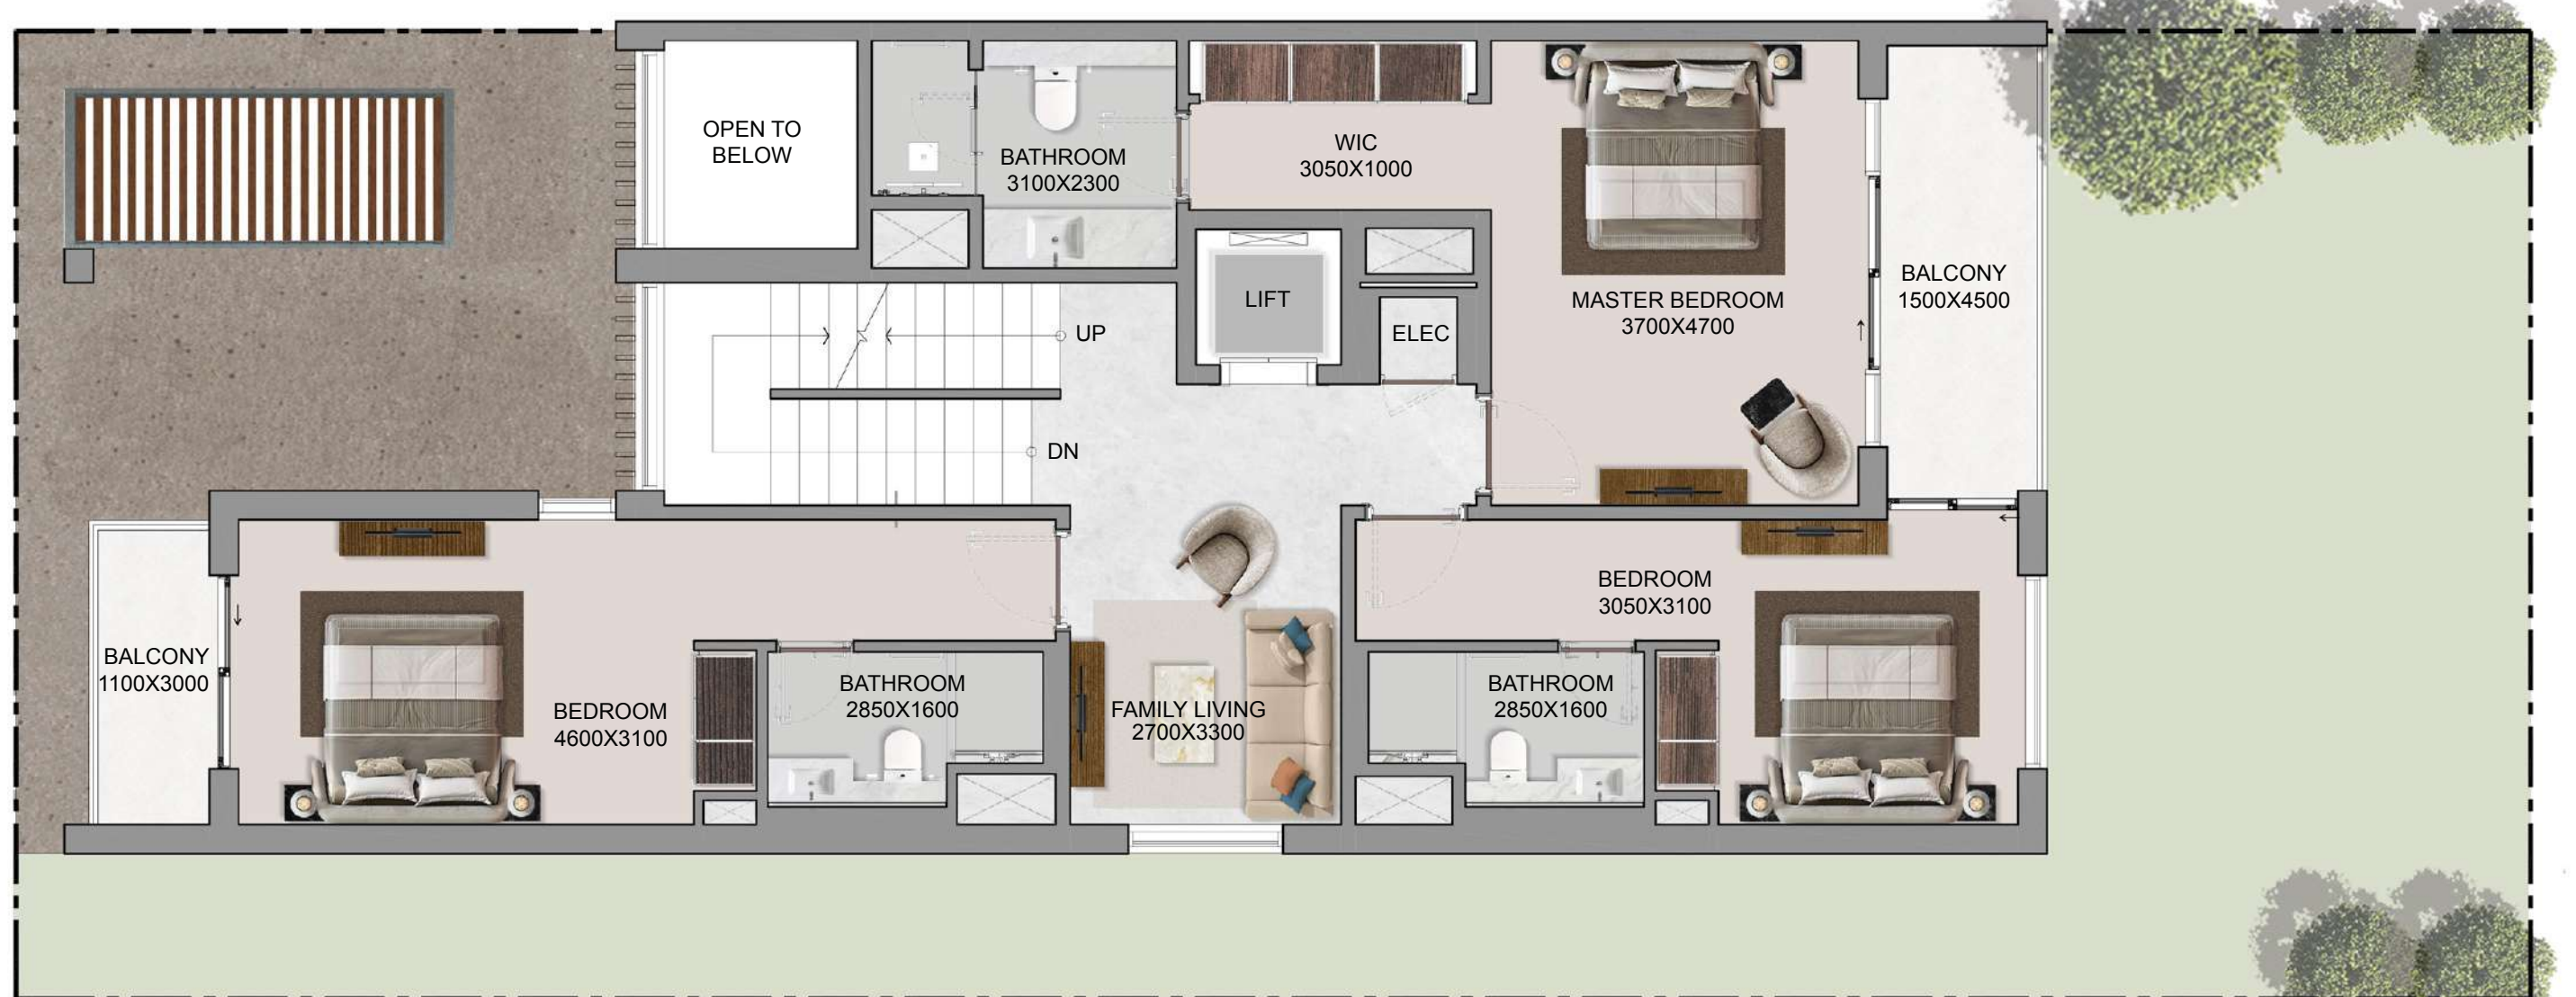 OPEN TO
BELOW
BATHROOM
3100X2300
WIC
3050X1000
LIFT
ELEC
MASTER BEDROOM
3700X4700
BALCONY
1500X4500
UP
DN
BALCONY
1100X3000
BEDROOM
4600X3100
BATHROOM
2850X1600
FAMILY LIVING
2700X3300
BATHROOM
2850X1600
BEDROOM
3050X3100